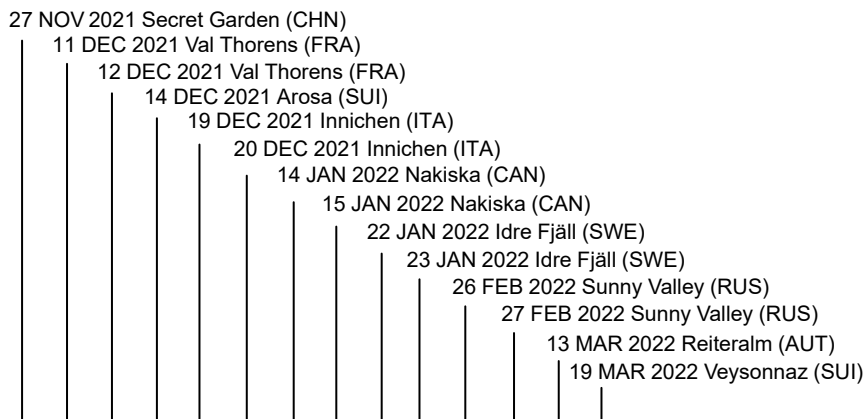 27 NOV 2021 Secret Garden (CHN)
11 DEC 2021 Val Thorens (FRA)
12 DEC 2021 Val Thorens (FRA)
14 DEC 2021 Arosa (SUI)
19 DEC 2021 Innichen (ITA)
20 DEC 2021 Innichen (ITA)
14 JAN 2022 Nakiska (CAN)
15 JAN 2022 Nakiska (CAN)
22 JAN 2022 Idre Fjäll (SWE)
23 JAN 2022 Idre Fjäll (SWE)
26 FEB 2022 Sunny Valley (RUS)
27 FEB 2022 Sunny Valley (RUS)
13 MAR 2022 Reiteralm (AUT)
19 MAR 2022 Veysonnaz (SUI)